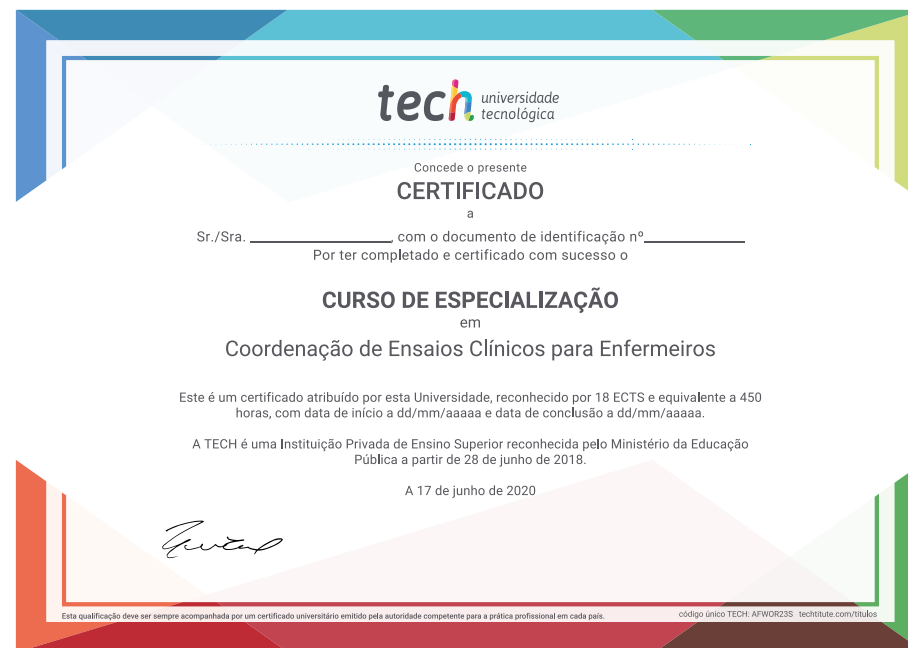 tech universidade
tecnológica
Concede o presente
CERTIFICADO
a
Sr./Sra. ____________, com o documento de identificação nº____________
Por ter completado e certificado com sucesso o
CURSO DE ESPECIALIZAÇÃO
em
Coordenação de Ensaios Clínicos para Enfermeiros
Este é um certificado atribuído por esta Universidade, reconhecido por 18 ECTS e equivalente a 450
horas, com data de início a dd/mm/aaaaa e data de conclusão a dd/mm/aaaaa.
A TECH é uma Instituição Privada de Ensino Superior reconhecida pelo Ministério da Educação
Pública a partir de 28 de junho de 2018.
A 17 de junho de 2020
Esta qualificação deve ser sempre acompanhada por um certificado universitário emitido pela autoridade competente para a prática profissional em cada país.
código único TECH: AFWOR23S techtitute.com/titulos